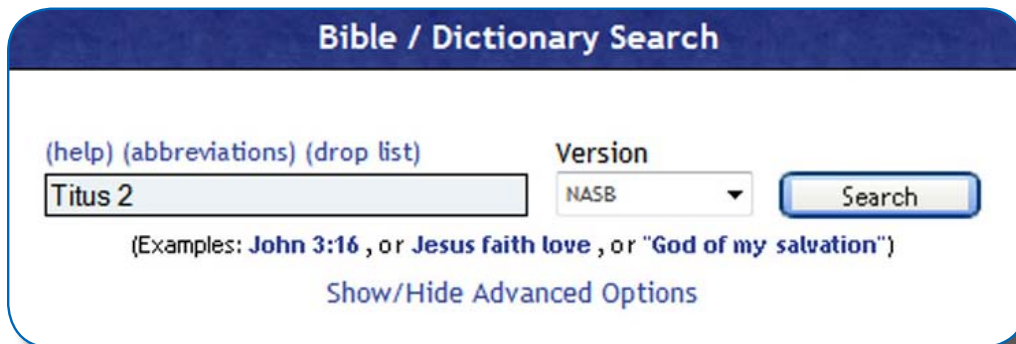 Bible / Dictionary Search
(help) (abbreviations) (drop list) Version
Titus 2 NASB Search
(Examples: John 3:16 , or Jesus faith love , or "God of my salvation")
Show/Hide Advanced Options